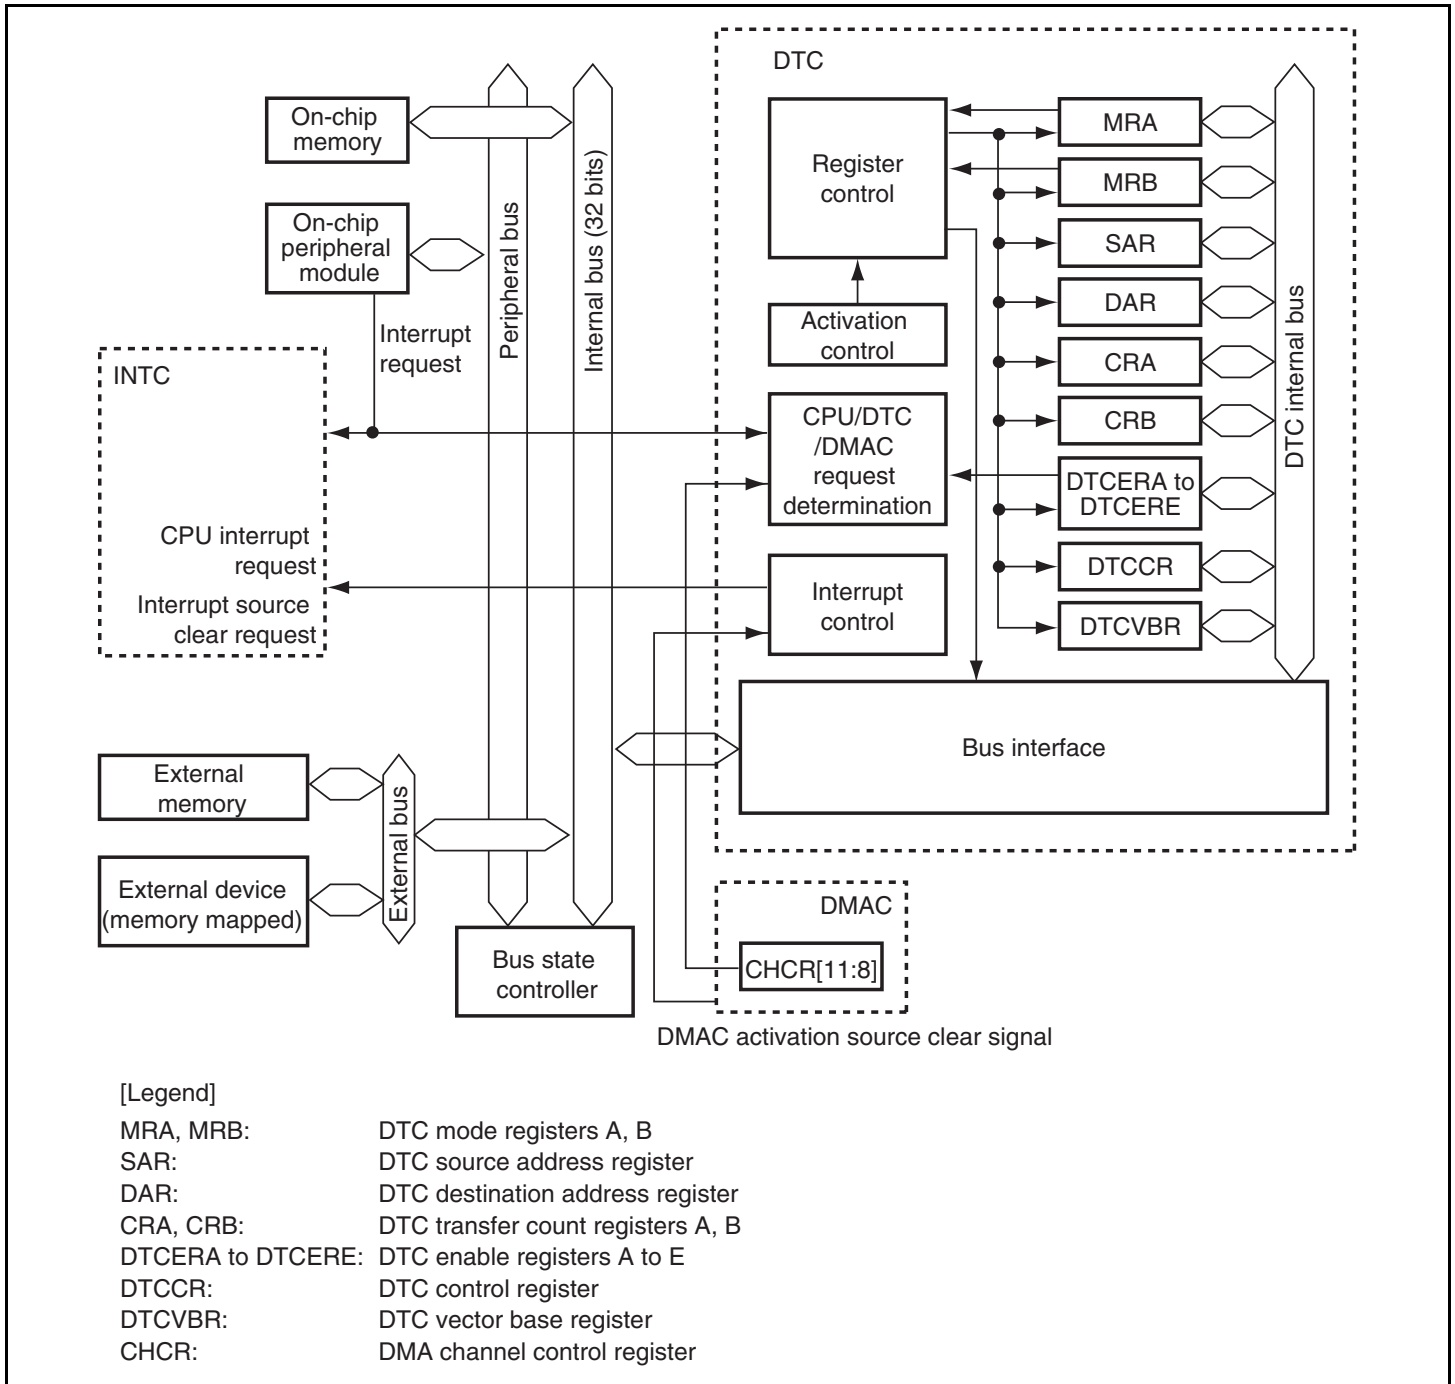 DTC
On-chip
memory
On-chip
peripheral
module
Interrupt
request
Peripheral bus
Internal bus (32 bits)
INTC
CPU interrupt
request
Interrupt source
clear request
Register
control
Activation
control
CPU/DTC
/DMAC
request
determination
Interrupt
control
MRA
MRB
SAR
DAR
CRA
CRB
DTCERA to
DTCERE
DTCCR
DTCVBR
DTC internal bus
Bus interface
External
memory
External device
(memory mapped)
External bus
Bus state
controller
DMAC
CHCR[11:8]
DMAC activation source clear signal
[Legend]
MRA, MRB: DTC mode registers A, B
SAR: DTC source address register
DAR: DTC destination address register
CRA, CRB: DTC transfer count registers A, B
DTCERA to DTCERE: DTC enable registers A to E
DTCCR: DTC control register
DTCVBR: DTC vector base register
CHCR: DMA channel control register